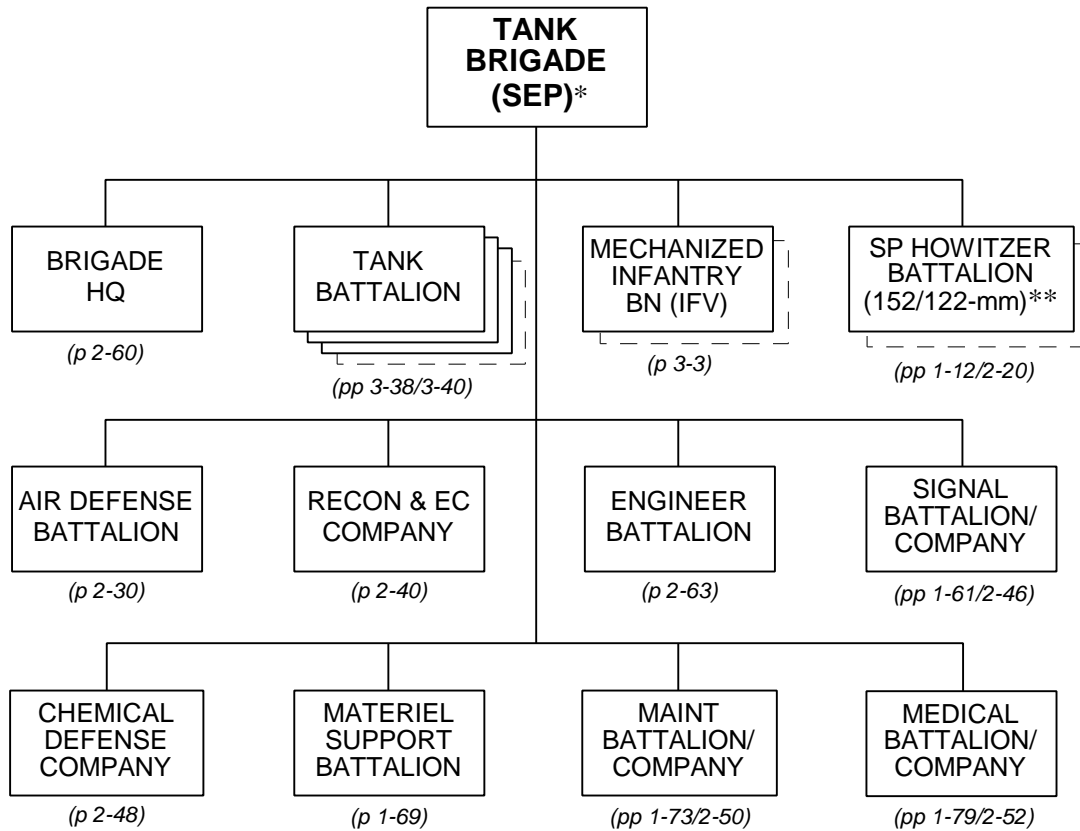 TANK
BRIGADE
(SEP)*
BRIGADE
HQ
(p 2-60)
TANK
BATTALION
(pp 3-38/3-40)
MECHANIZED
INFANTRY
BN (IFV)
(p 3-3)
SP HOWITZER
BATTALION
(152/122-mm)**
(pp 1-12/2-20)
AIR DEFENSE
BATTALION
(p 2-30)
RECON & EC
COMPANY
(p 2-40)
ENGINEER
BATTALION
(p 2-63)
SIGNAL
BATTALION/
COMPANY
(pp 1-61/2-46)
CHEMICAL
DEFENSE
COMPANY
(p 2-48)
MATERIEL
SUPPORT
BATTALION
(p 1-69)
MAINT
BATTALION/
COMPANY
(pp 1-73/2-50)
MEDICAL
BATTALION/
COMPANY
(pp 1-79/2-52)